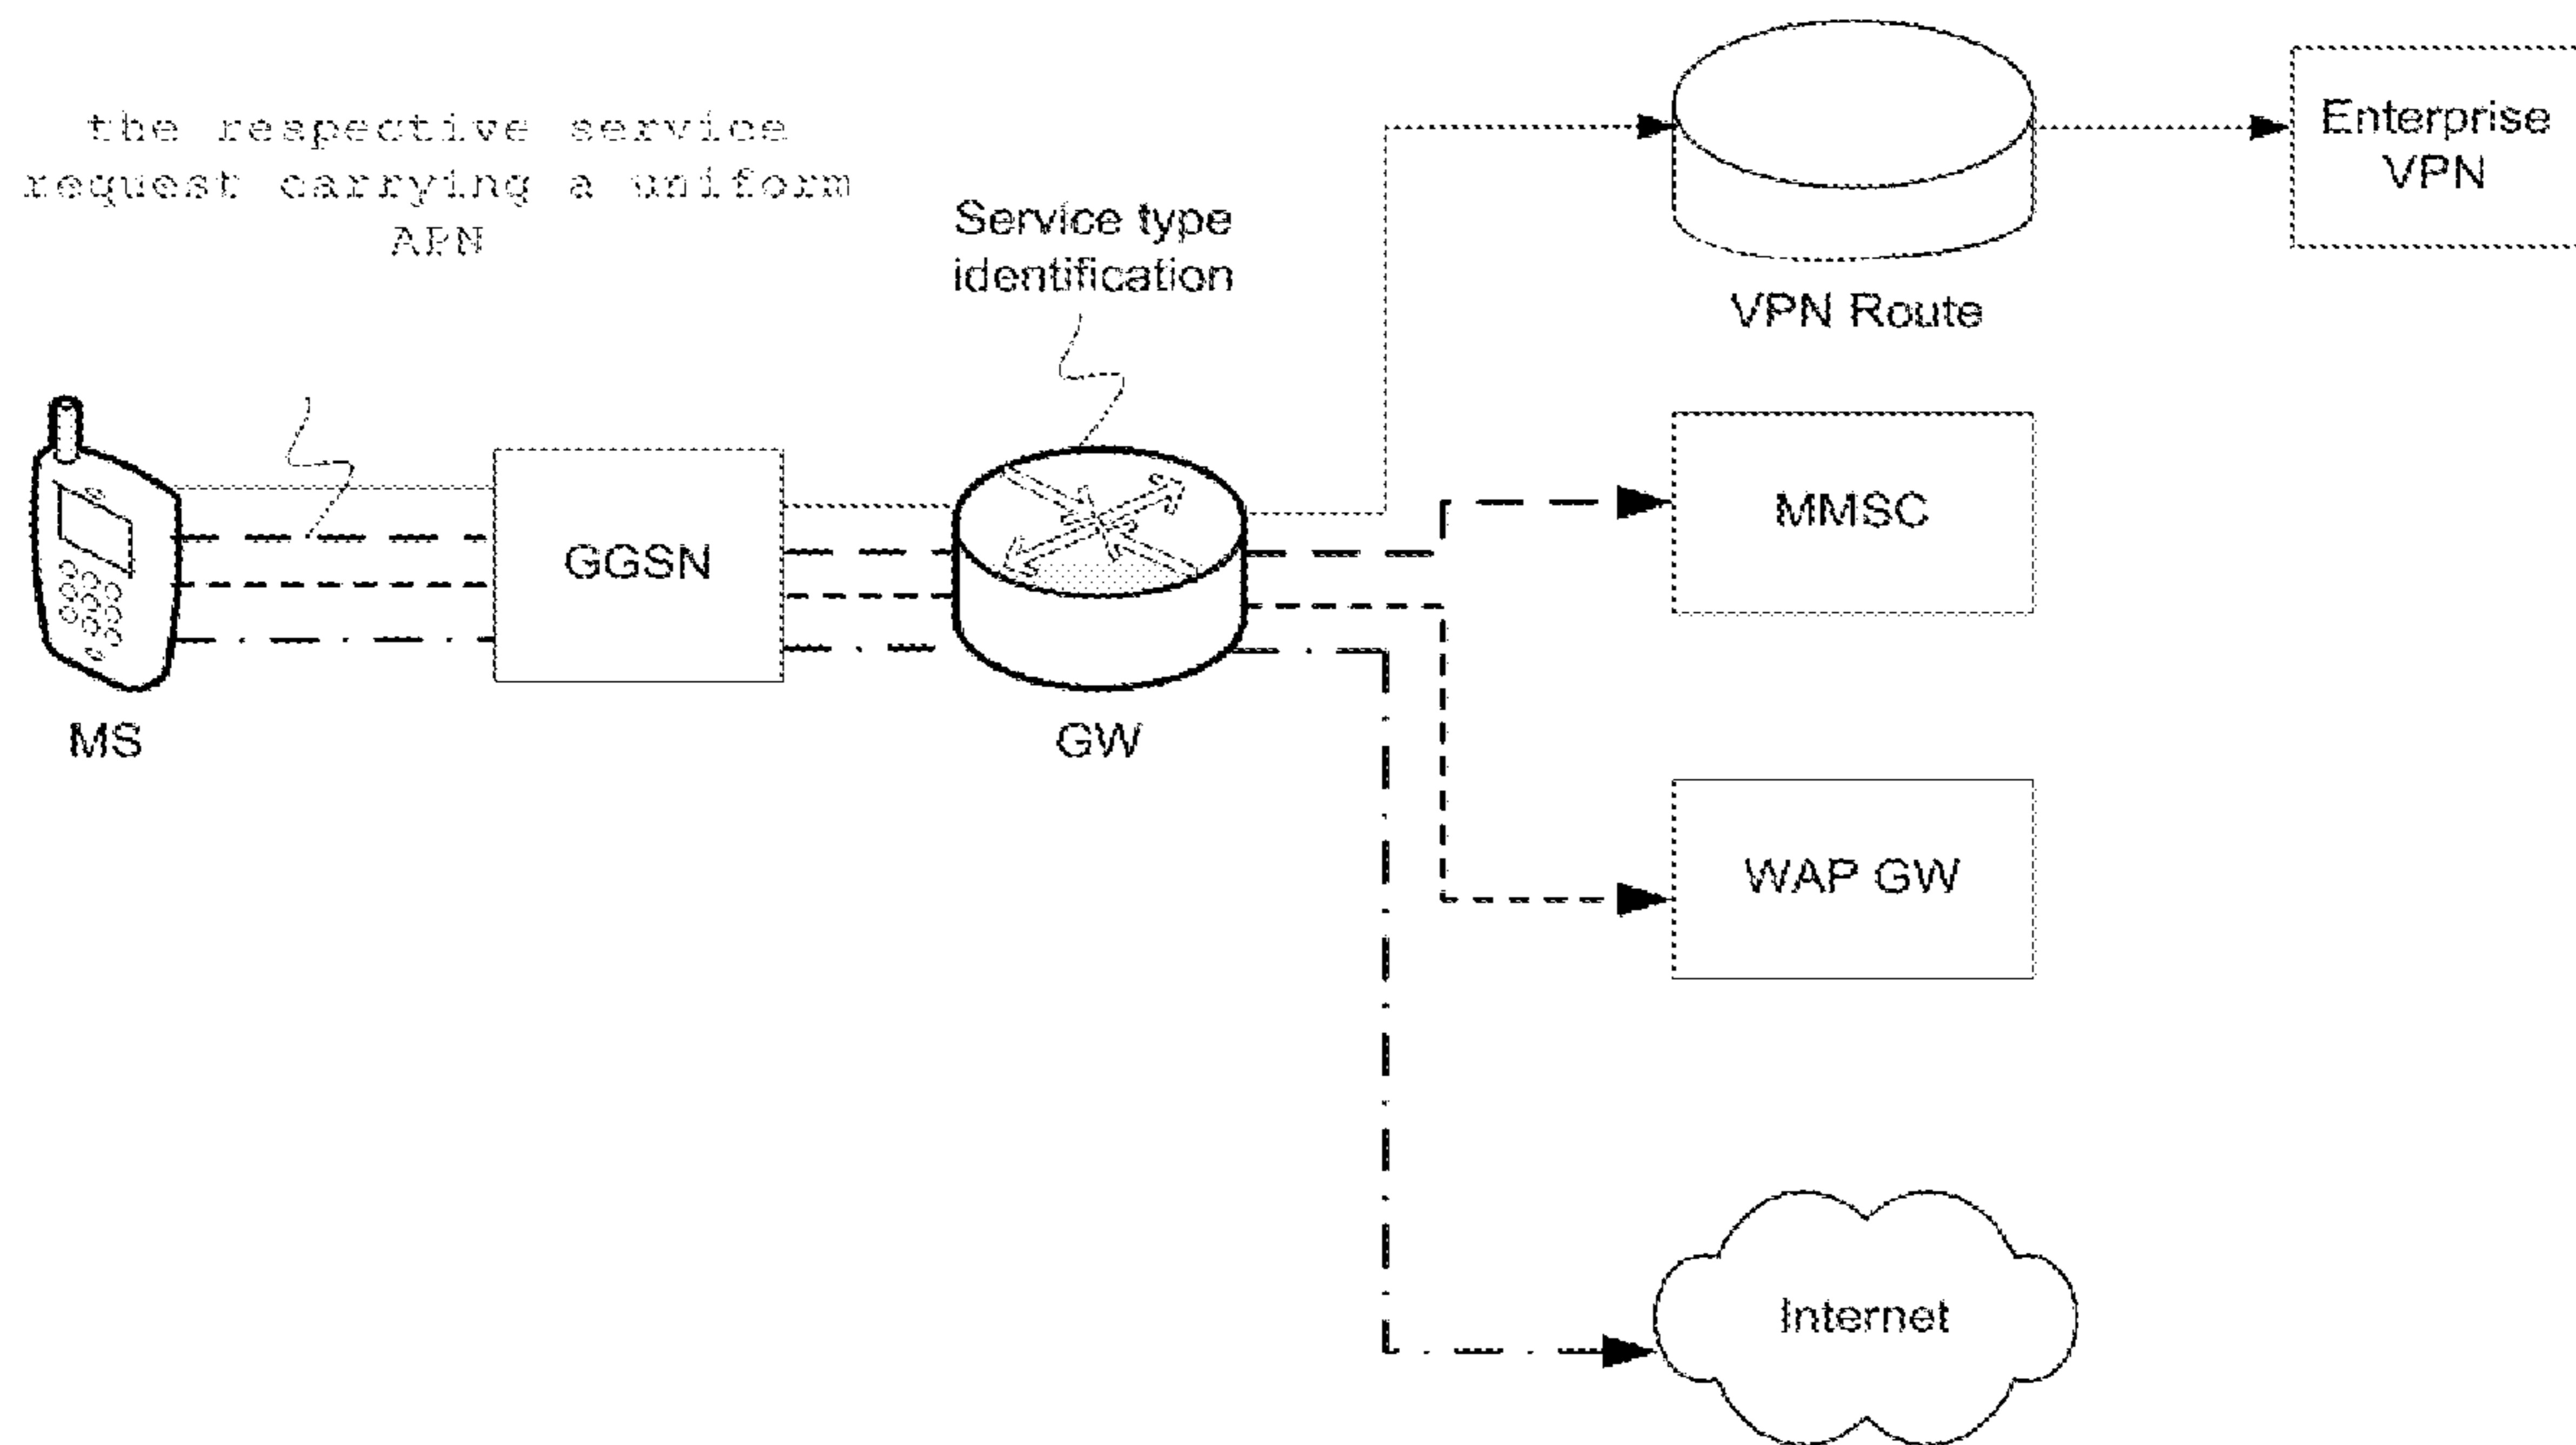 the respective service
request carrying a uniform
APN
Service type
identification
VPN Route
Enterprise
VPN
MS
GGSN
GW
MMSC
WAP GW
Internet